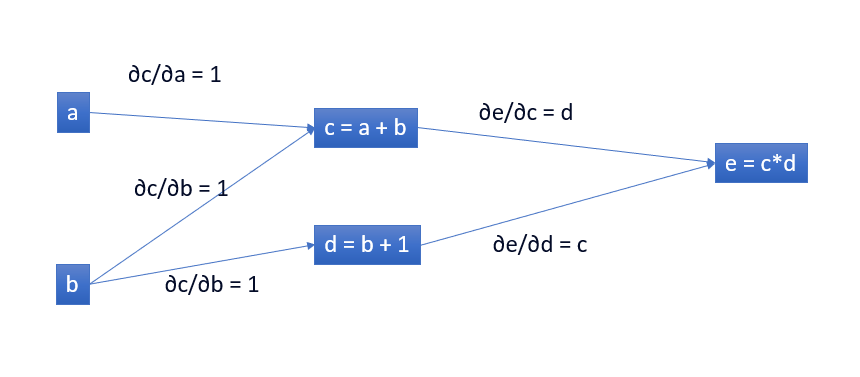 ∂c/∂a = 1
a
c = a + b
∂e/∂c = d
e = c*d
∂c/∂b = 1
d = b + 1
∂e/∂d = c
b
∂c/∂b = 1